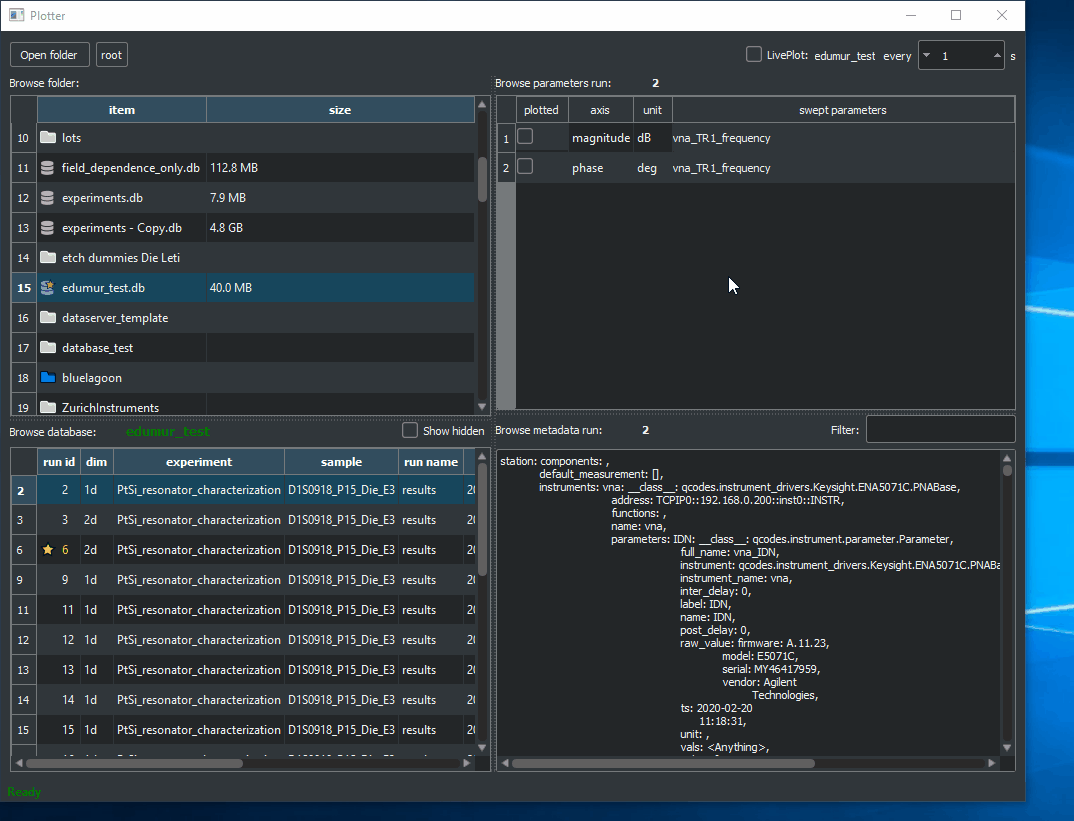 Plotter
Open folder root
LivePlot: edumur_test every 1 s
Browse folder:
item size
10 lots
11 field_dependence_only.db 112.8 MB
12 experiments.db 7.9 MB
13 experiments - Copy.db 4.8 GB
14 etch dummies Die Leti
15 edumur_test.db 40.0 MB
16 dataserver_template
17 database_test
18 bluelagoon
19 ZurichInstruments
Browse parameters run: 2
plotted axis unit swept parameters
1 magnitude dB vna_TR1_frequency
2 phase deg vna_TR1_frequency
Browse database: edumur_test Show hidden
run id dim experiment sample run name
2 2 1d PtSi_resonator_characterization D1S0918_P15_Die_E3 results 20
3 3 2d PtSi_resonator_characterization D1S0918_P15_Die_E3 results 20
6 6 2d PtSi_resonator_characterization D1S0918_P15_Die_E3 results 20
9 9 1d PtSi_resonator_characterization D1S0918_P15_Die_E3 results 20
11 11 1d PtSi_resonator_characterization D1S0918_P15_Die_E3 results 20
12 12 1d PtSi_resonator_characterization D1S0918_P15_Die_E3 results 20
13 13 1d PtSi_resonator_characterization D1S0918_P15_Die_E3 results 20
14 14 1d PtSi_resonator_characterization D1S0918_P15_Die_E3 results 20
15 15 1d PtSi_resonator_characterization D1S0918_P15_Die_E3 results 20
Browse metadata run: 2 Filter:
station: components: ,
default_measurement: [],
instruments: vna: __class__: qcodes.instrument_drivers.Keysight.ENA5071C.PNABase,
address: TCPIP0::192.168.0.200::inst0::INSTR,
functions: ,
name: vna,
parameters: IDN: __class__: qcodes.instrument.parameter.Parameter,
full_name: vna_IDN,
instrument: qcodes.instrument_drivers.Keysight.ENA5071C.PNABa
instrument_name: vna,
inter_delay: 0,
label: IDN,
name: IDN,
post_delay: 0,
raw_value: firmware: A.11.23,
model: E5071C,
serial: MY46417959,
vendor: Agilent
Technologies,
ts: 2020-02-20
11:18:31,
unit: ,
vals: <Anything>,
Ready